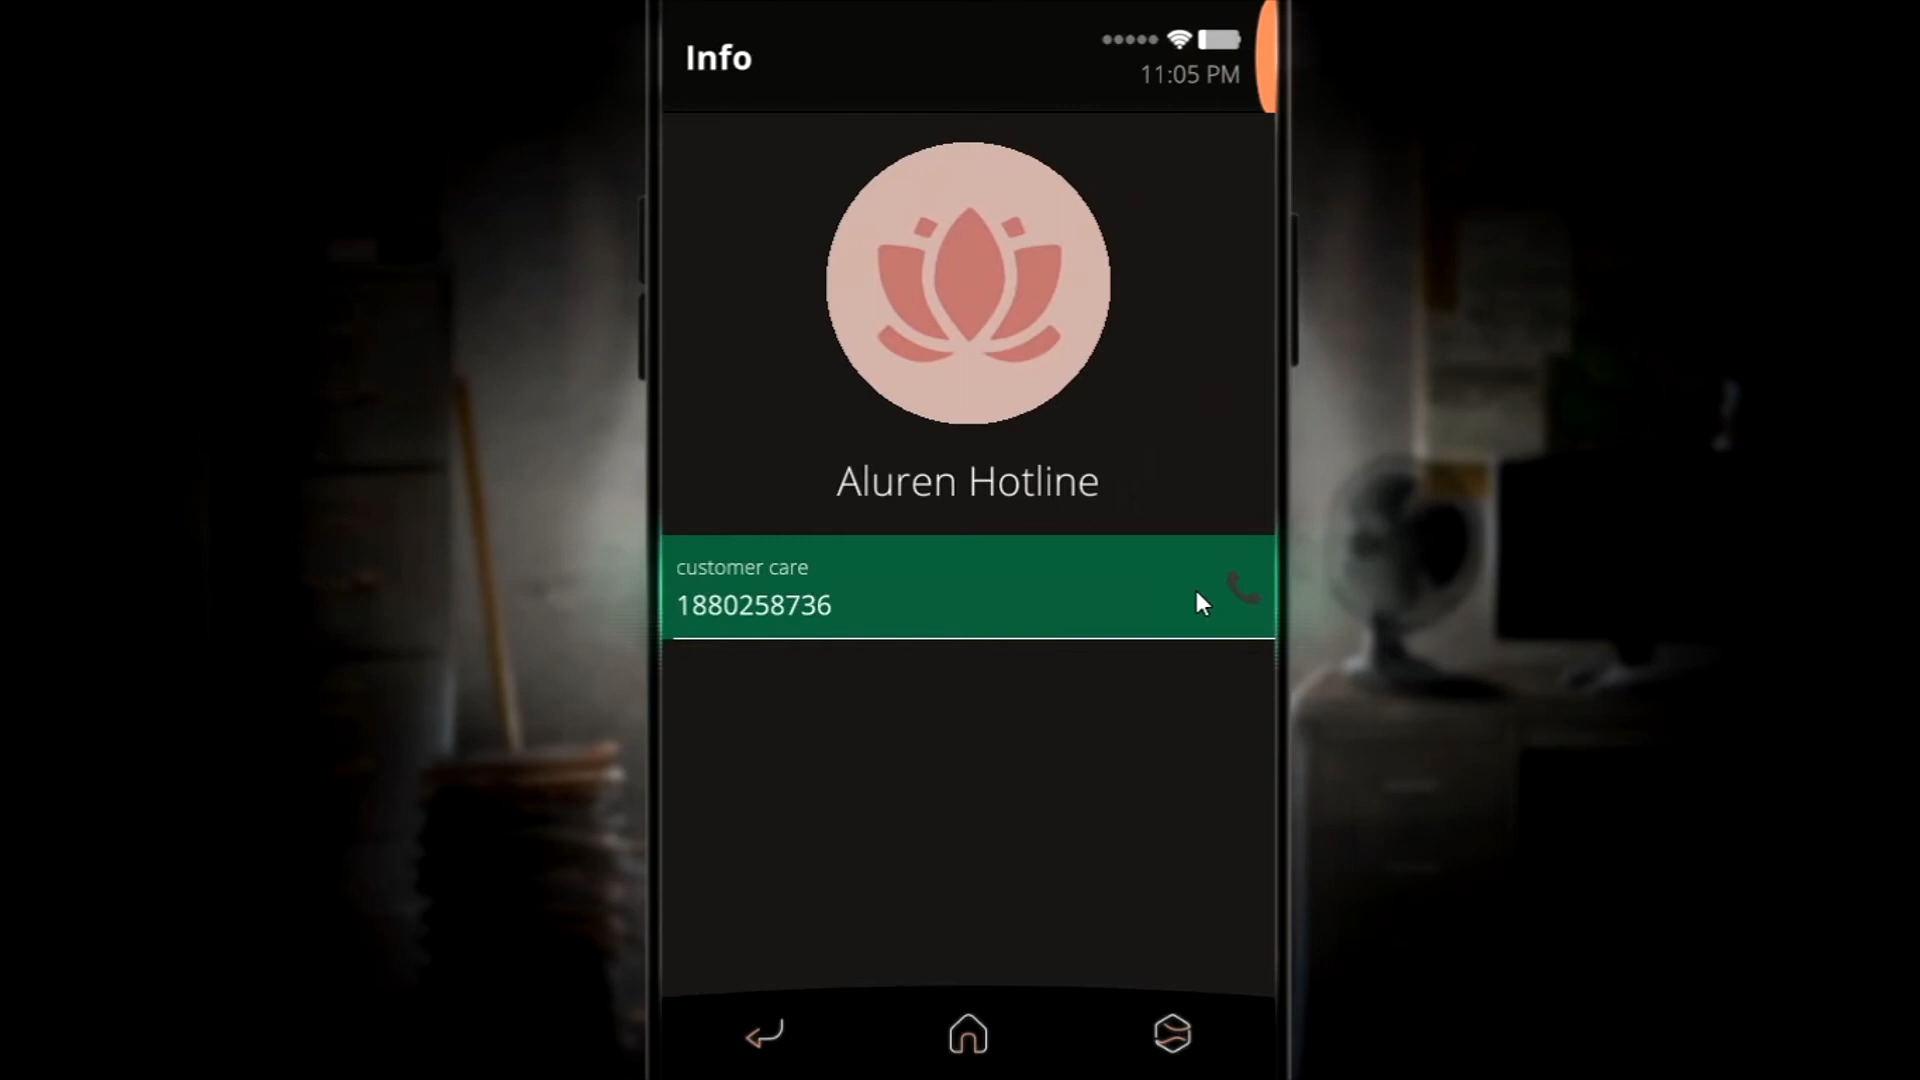 Info
11:05 PM
Aluren Hotline
customer care
1880258736